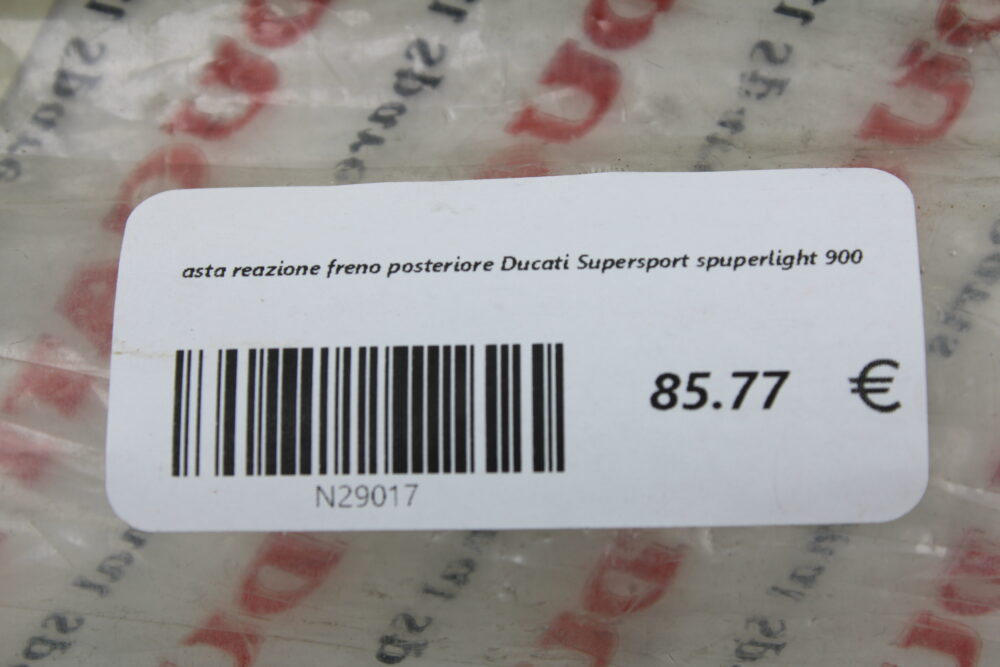 asta reazione freno posteriore Ducati Supersport spuperlight 900
85.77 €
N29017